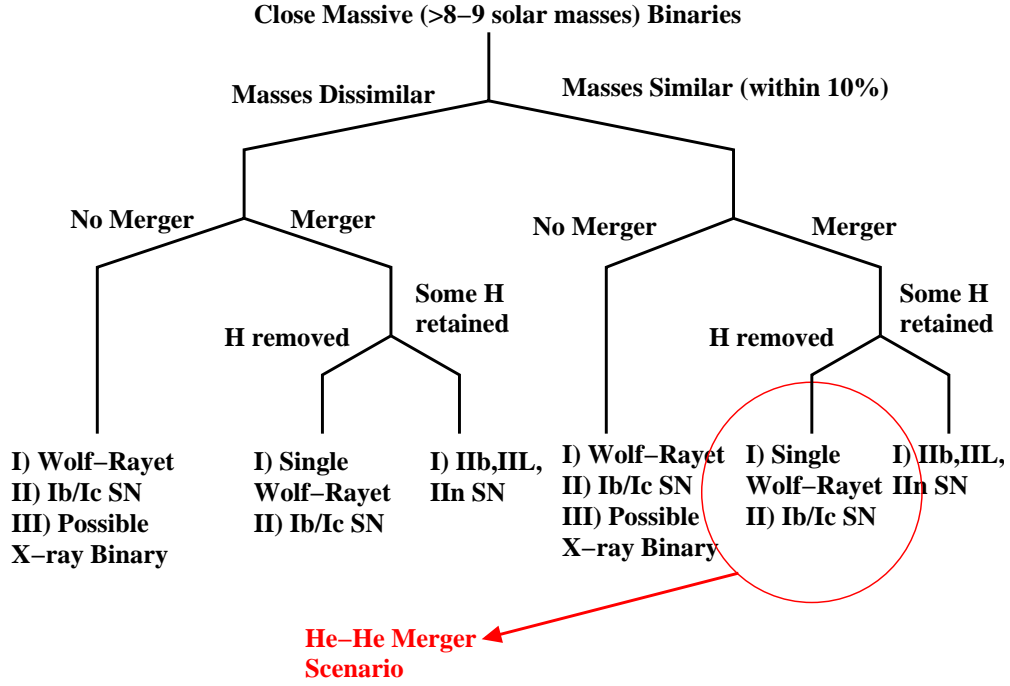 Close Massive (>8−9 solar masses) Binaries
Masses Dissimilar
Masses Similar (within 10%)
No Merger
Merger
No Merger
Merger
Some H
retained
H removed
Some H
retained
H removed
I) Wolf−Rayet
II) Ib/Ic SN
III) Possible
X−ray Binary
I) Single
Wolf−Rayet
II) Ib/Ic SN
I) IIb,IIL,
IIn SN
I) Wolf−Rayet
II) Ib/Ic SN
III) Possible
X−ray Binary
I) Single
Wolf−Rayet
II) Ib/Ic SN
I) IIb,IIL,
IIn SN
He−He Merger
Scenario